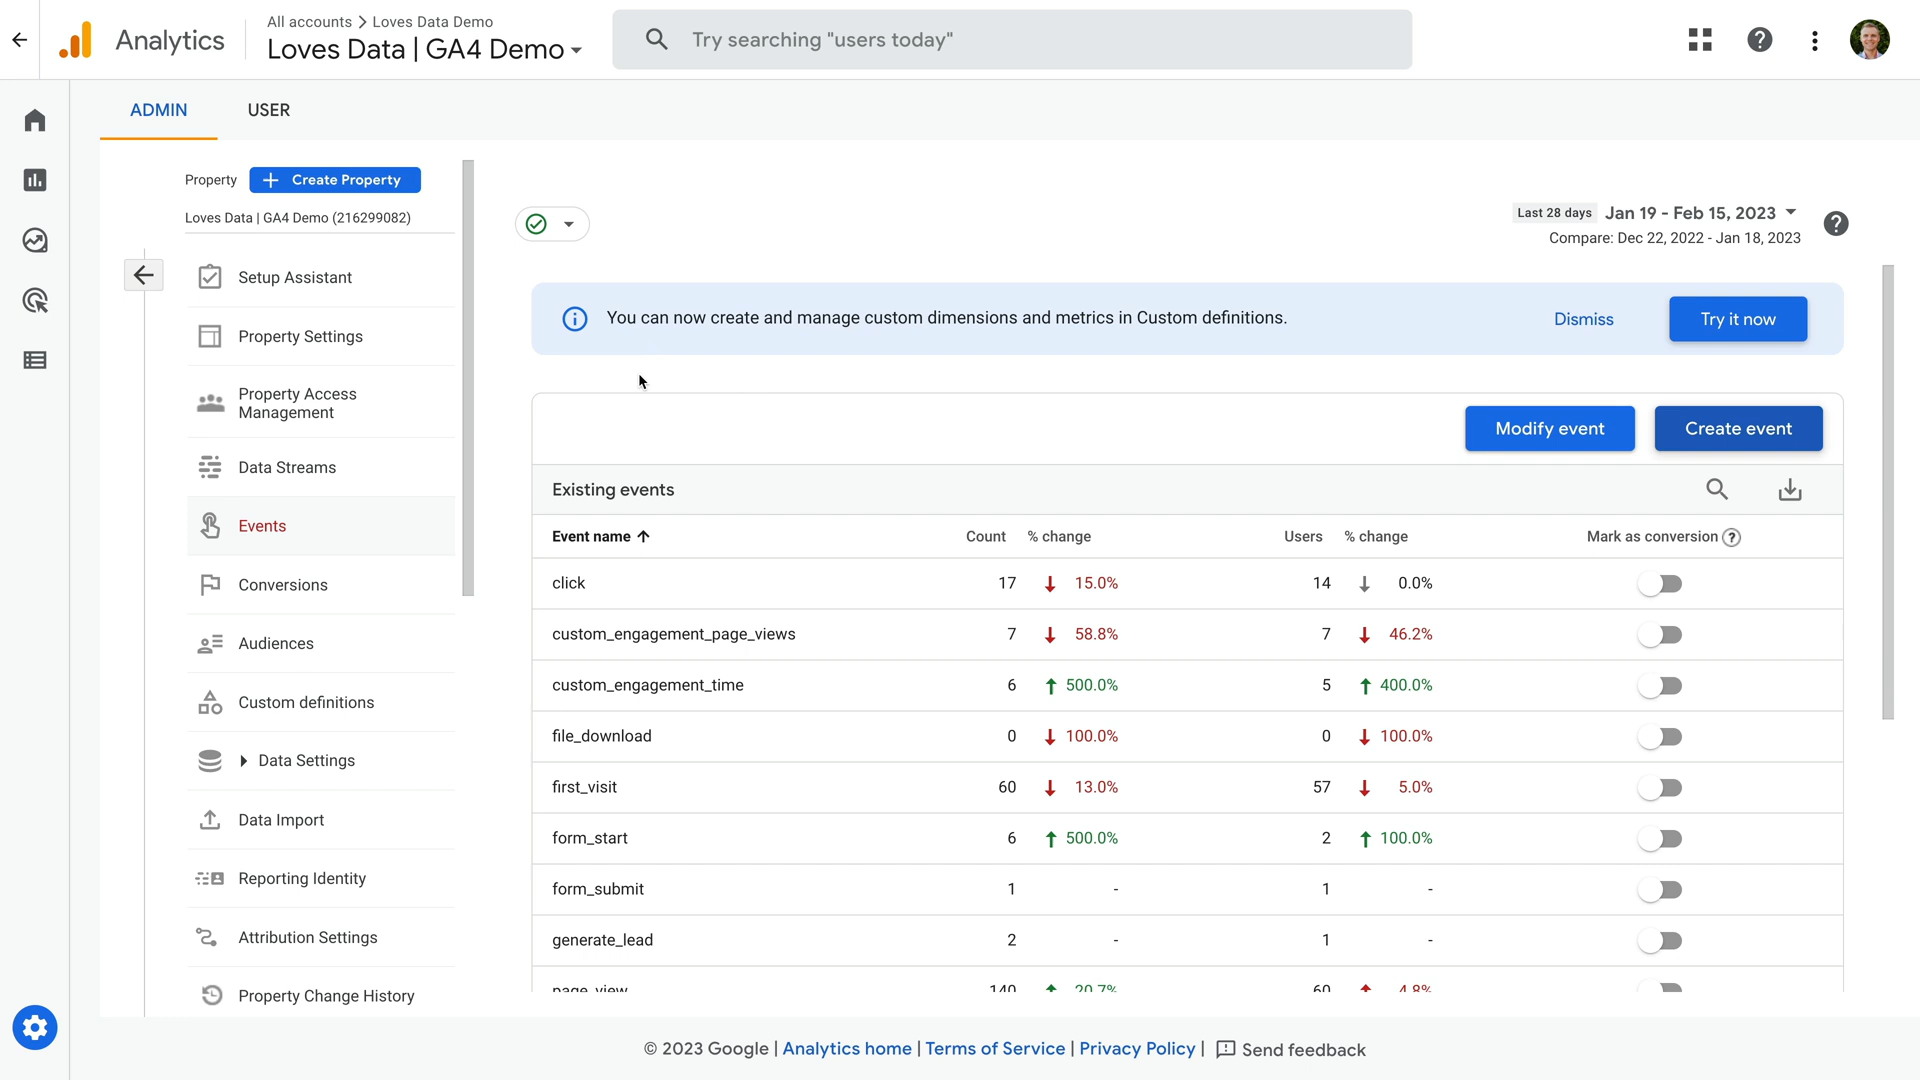 Analytics
All accounts > Loves Data Demo
Loves Data | GA4 Demo
Try searching "users today"
ADMIN
USER
Property
+ Create Property
Loves Data | GA4 Demo (216299082)
Setup Assistant
Property Settings
Property Access
Management
Data Streams
Events
Conversions
Audiences
Custom definitions
Data Settings
Data Import
Reporting Identity
Attribution Settings
Property Change History
Last 28 days Jan 19 - Feb 15, 2023
Compare: Dec 22, 2022 - Jan 18, 2023
You can now create and manage custom dimensions and metrics in Custom definitions.
Dismiss
Try it now
Modify event
Create event
Existing events
Event name Count % change Users % change Mark as conversion
click 17 15.0% 14 0.0%
custom_engagement_page_views 7 58.8% 7 46.2%
custom_engagement_time 6 500.0% 5 400.0%
file_download 0 100.0% 0 100.0%
first_visit 60 13.0% 57 5.0%
form_start 6 500.0% 2 100.0%
form_submit 1 - 1 -
generate_lead 2 - 1 -
page_view 140 20.7% 60 4.8%
© 2023 Google | Analytics home | Terms of Service | Privacy Policy | Send feedback